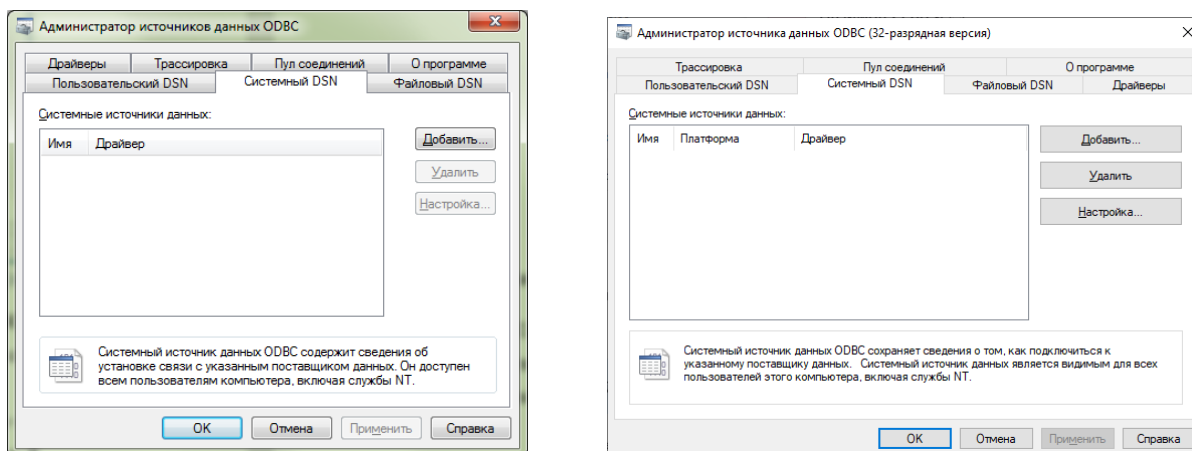 Администратор источников данных ODBC
Драйверы Трассировка Пул соединений О программе
Пользовательский DSN Системный DSN Файловый DSN
Системные источники данных:
Имя Драйвер
Добавить...
Удалить
Настройка...
Системный источник данных ODBC содержит сведения об
установке связи с указанным поставщиком данных. Он доступен
всем пользователям компьютера, включая службы NT.
OK Отмена Применить Справка
Администратор источника данных ODBC (32-разрядная версия)
Трассировка Пул соединений О программе
Пользовательский DSN Системный DSN Файловый DSN Драйверы
Системные источники данных:
Имя Платформа Драйвер
Добавить...
Удалить
Настройка...
Системный источник данных ODBC сохраняет сведения о том, как подключиться к
указанному поставщику данных. Системный источник данных является видимым для всех
пользователей этого компьютера, включая службы NT.
OK Отмена Применить Справка